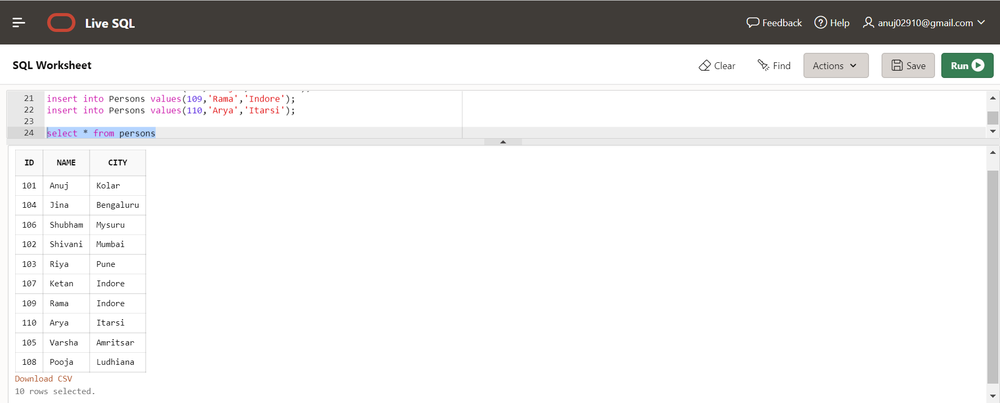 Live SQL
Feedback Help anuj02910@gmail.com
SQL Worksheet
Clear Find Actions Save Run
21 insert into Persons values(109,'Rama','Indore');
22 insert into Persons values(110,'Arya','Itarsi');
23
24 select * from persons
ID NAME CITY
101 Anuj Kolar
104 Jina Bengaluru
106 Shubham Mysuru
102 Shivani Mumbai
103 Riya Pune
107 Ketan Indore
109 Rama Indore
110 Arya Itarsi
105 Varsha Amritsar
108 Pooja Ludhiana
Download CSV
10 rows selected.